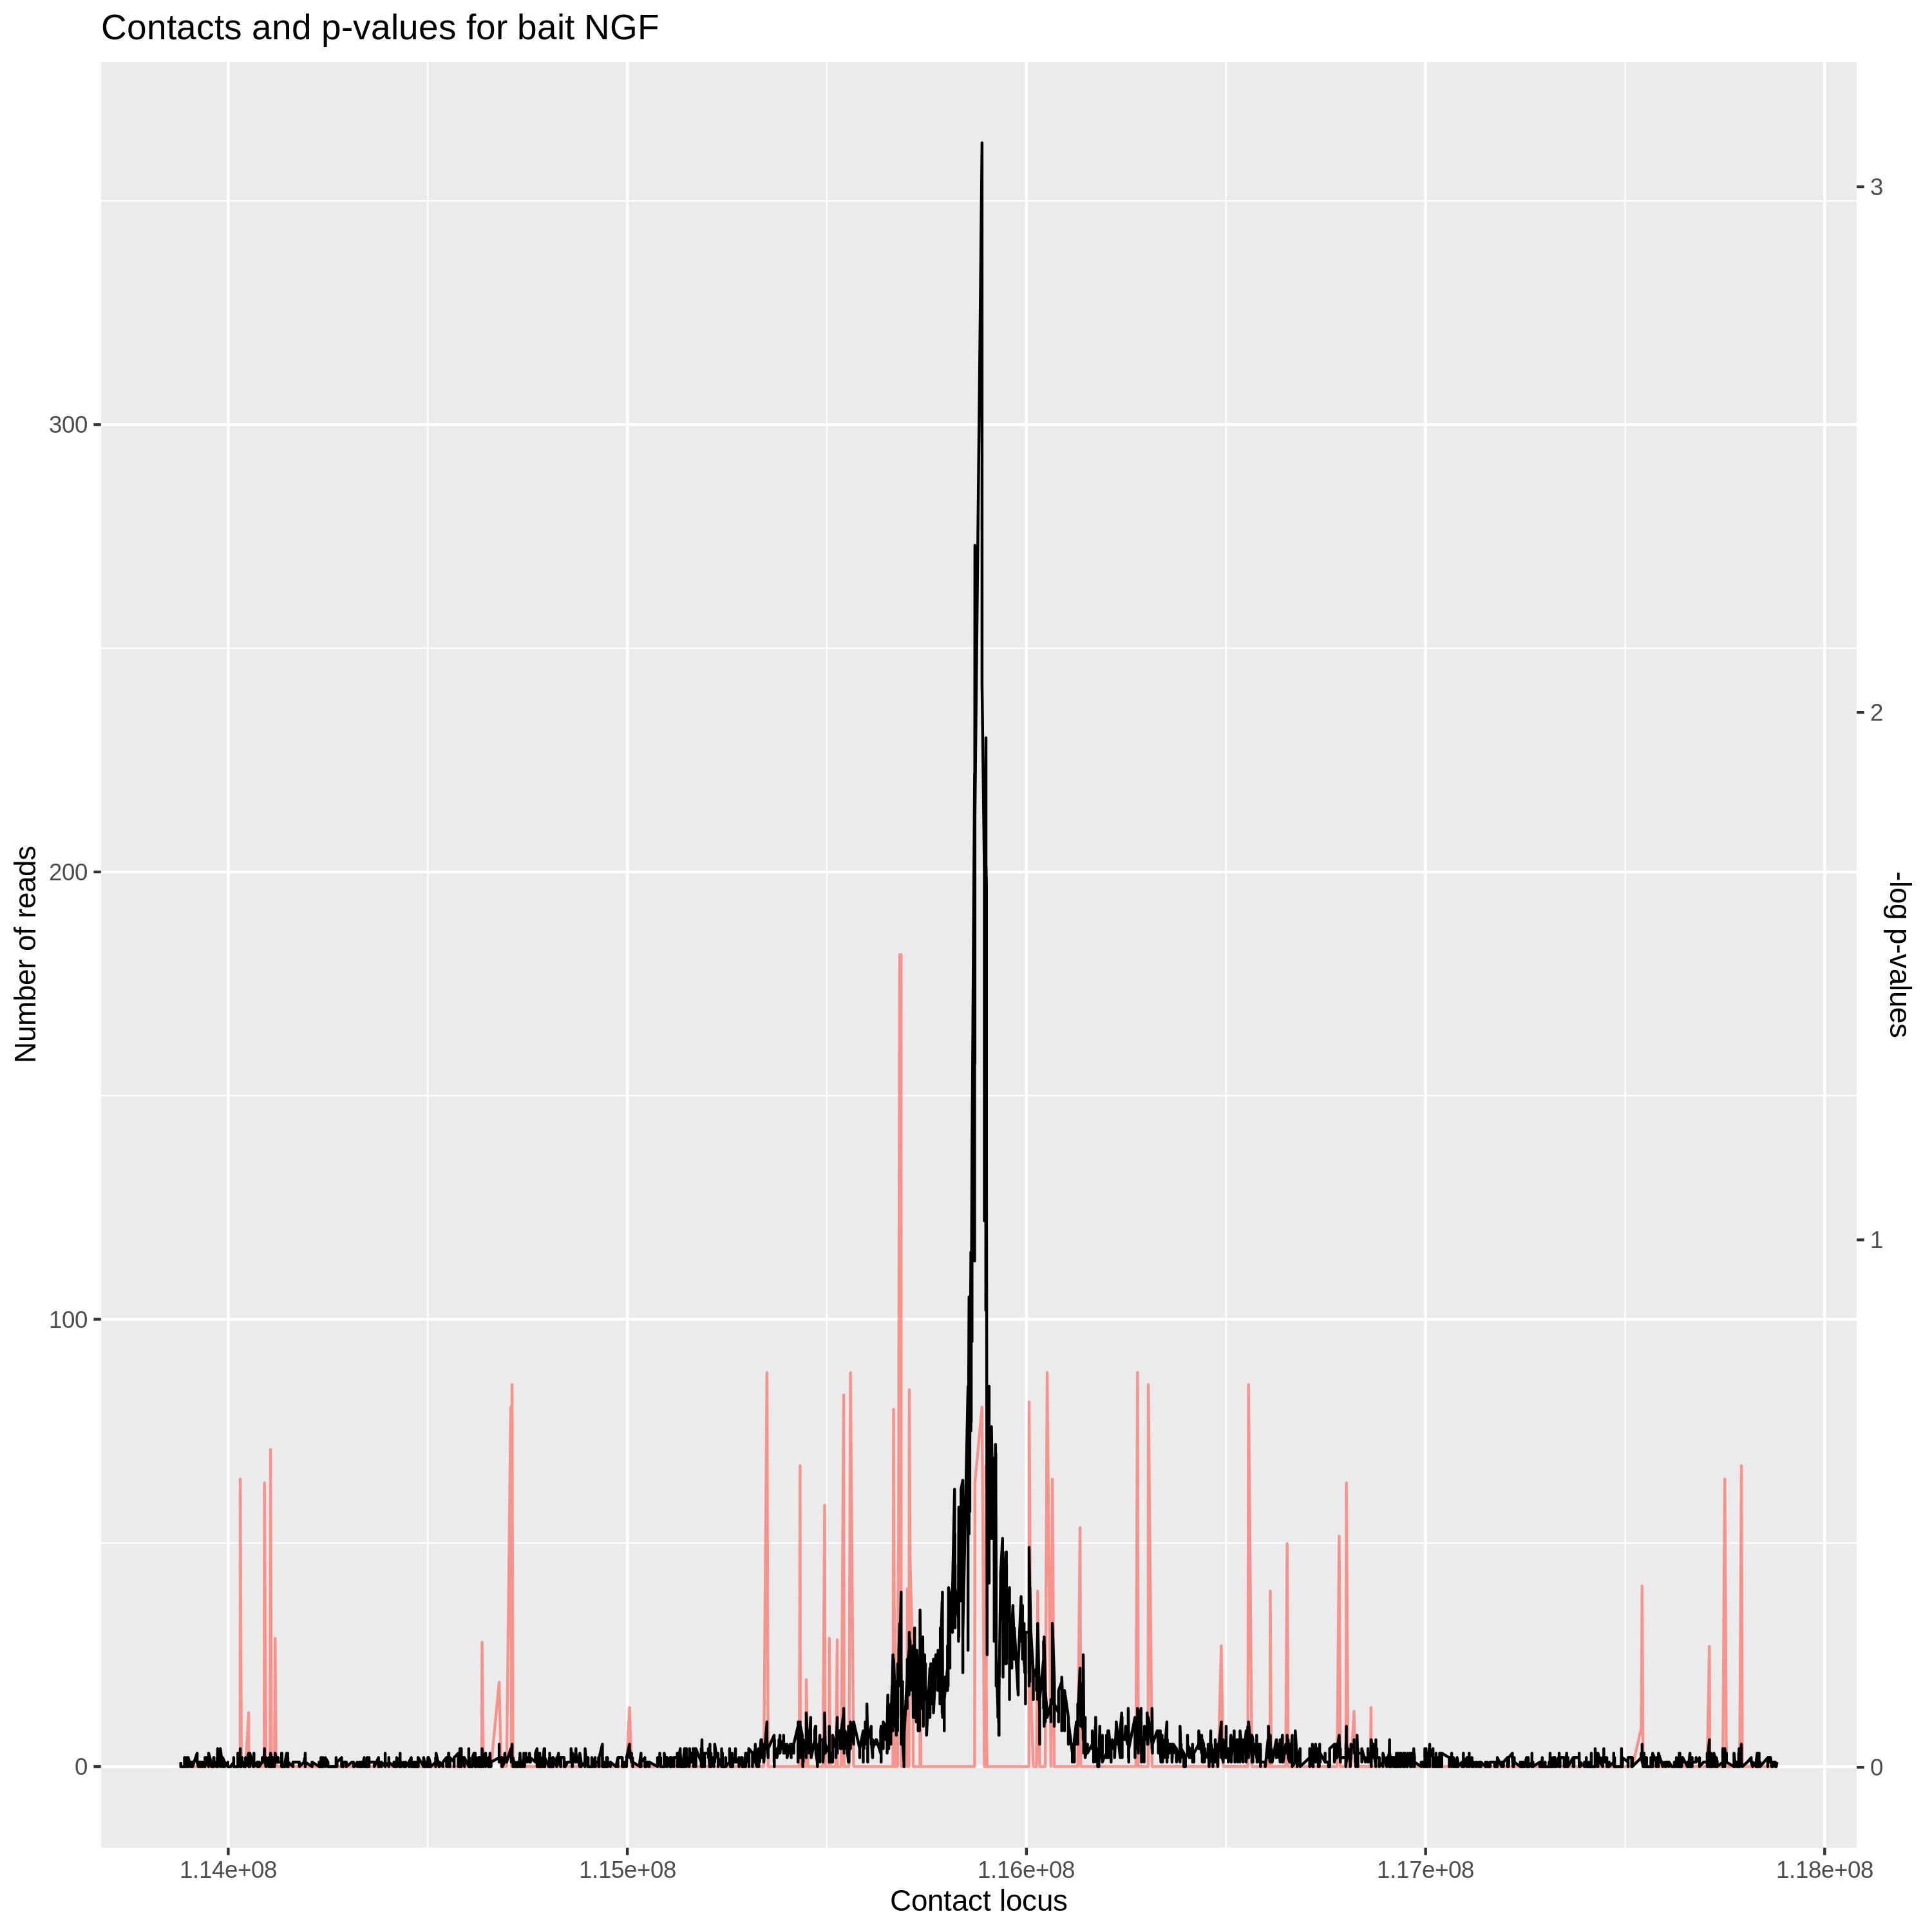 Contacts and p-values for bait NGF
Number of reads
300
200
100
0
3
2
1
0
-log p-values
1.14e+08
1.15e+08
1.16e+08
1.17e+08
1.18e+08
Contact locus